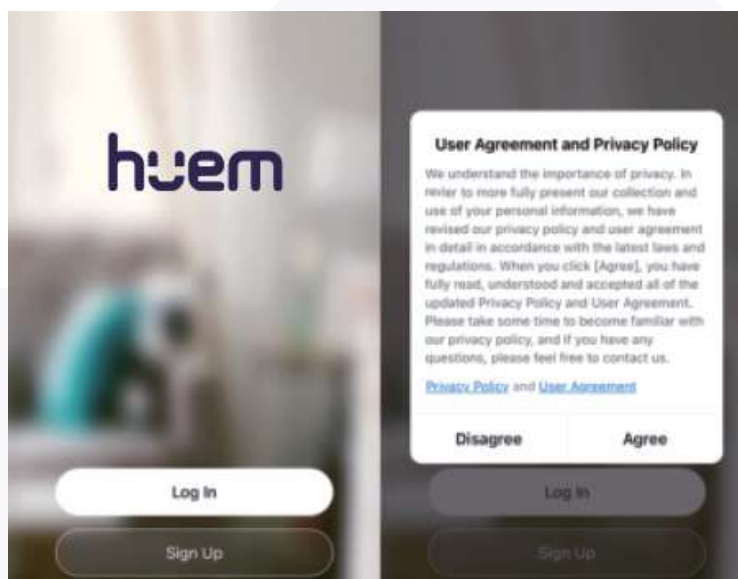 huem
Log In
Sign Up
User Agreement and Privacy Policy
We understand the importance of privacy. In
order to more fully present our collection and
use of your personal information, we have
revised our privacy policy and user agreement
in detail in accordance with the latest laws and
regulations. When you click [Agree], you have
fully read, understood and accepted all of the
updated Privacy Policy and User Agreement.
Please take some time to become familiar with
our privacy policy, and if you have any
questions, please feel free to contact us.
Privacy Policy and User Agreement
Disagree
Agree
Log In
Sign Up